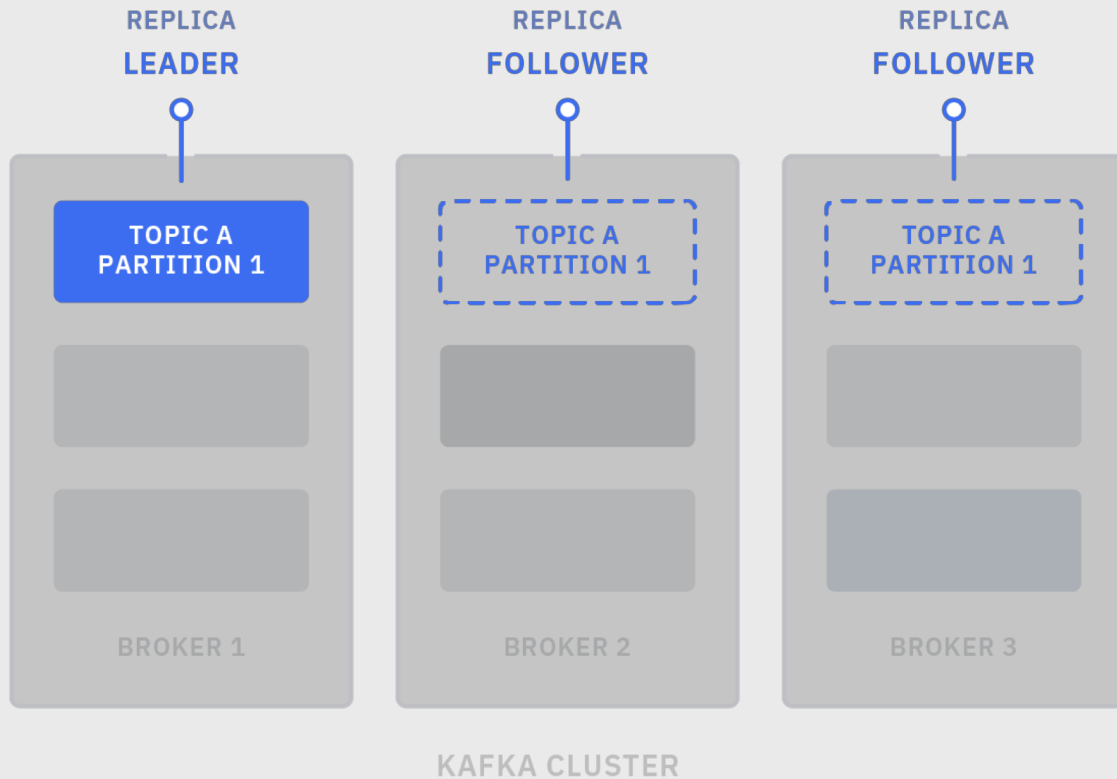 REPLICA
LEADER
REPLICA
FOLLOWER
REPLICA
FOLLOWER
TOPIC A
PARTITION 1
TOPIC A
PARTITION 1
TOPIC A
PARTITION 1
BROKER 1
BROKER 2
BROKER 3
KAFKA CLUSTER